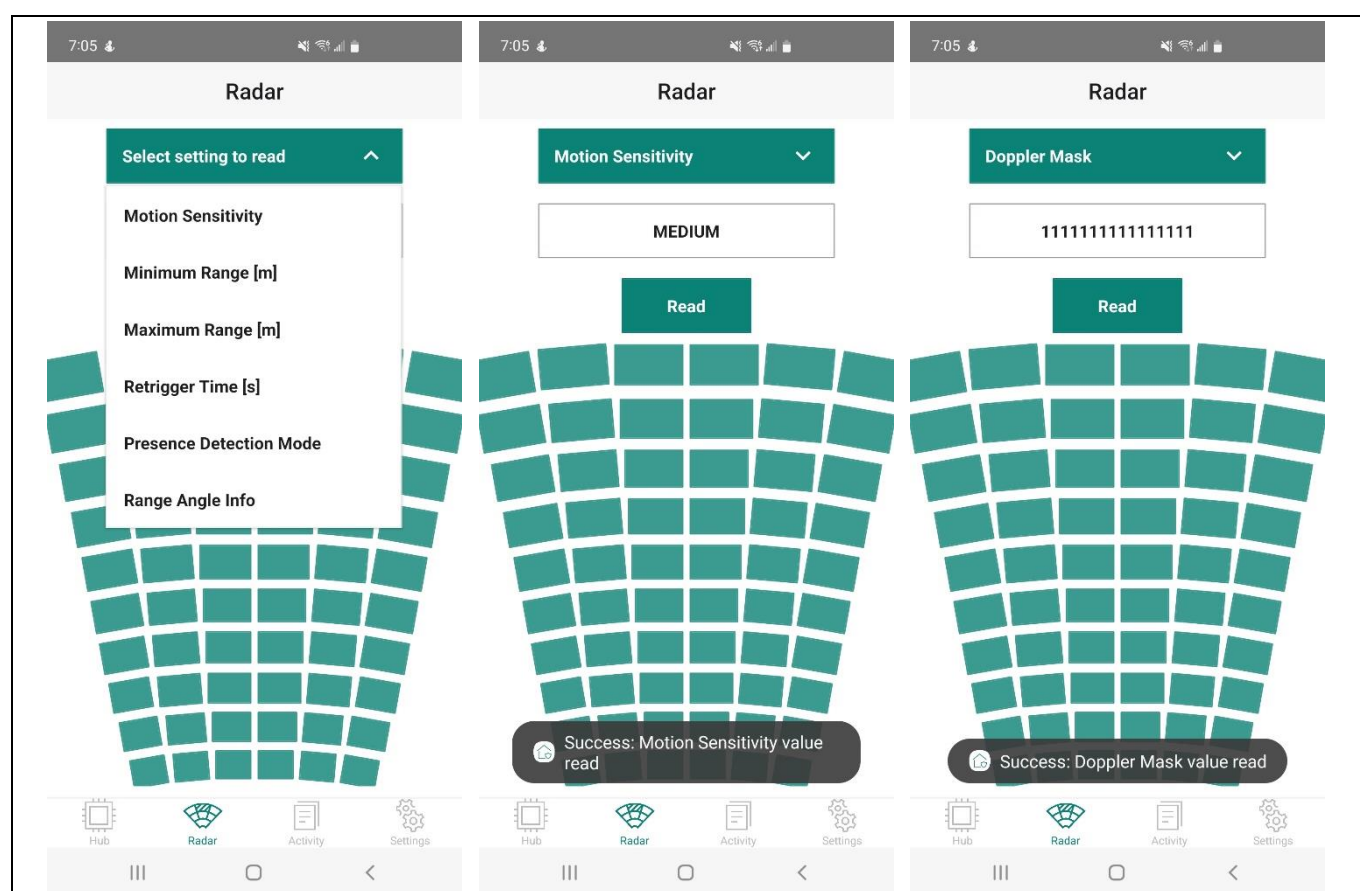 7:05
Radar
Select setting to read
Motion Sensitivity
Minimum Range [m]
Maximum Range [m]
Retrigger Time [s]
Presence Detection Mode
Range Angle Info
Hub
Radar
Activity
Settings
7:05
Radar
Motion Sensitivity
MEDIUM
Read
Success: Motion Sensitivity value
read
Hub
Radar
Activity
Settings
7:05
Radar
Doppler Mask
1111111111111111
Read
Success: Doppler Mask value read
Hub
Radar
Activity
Settings